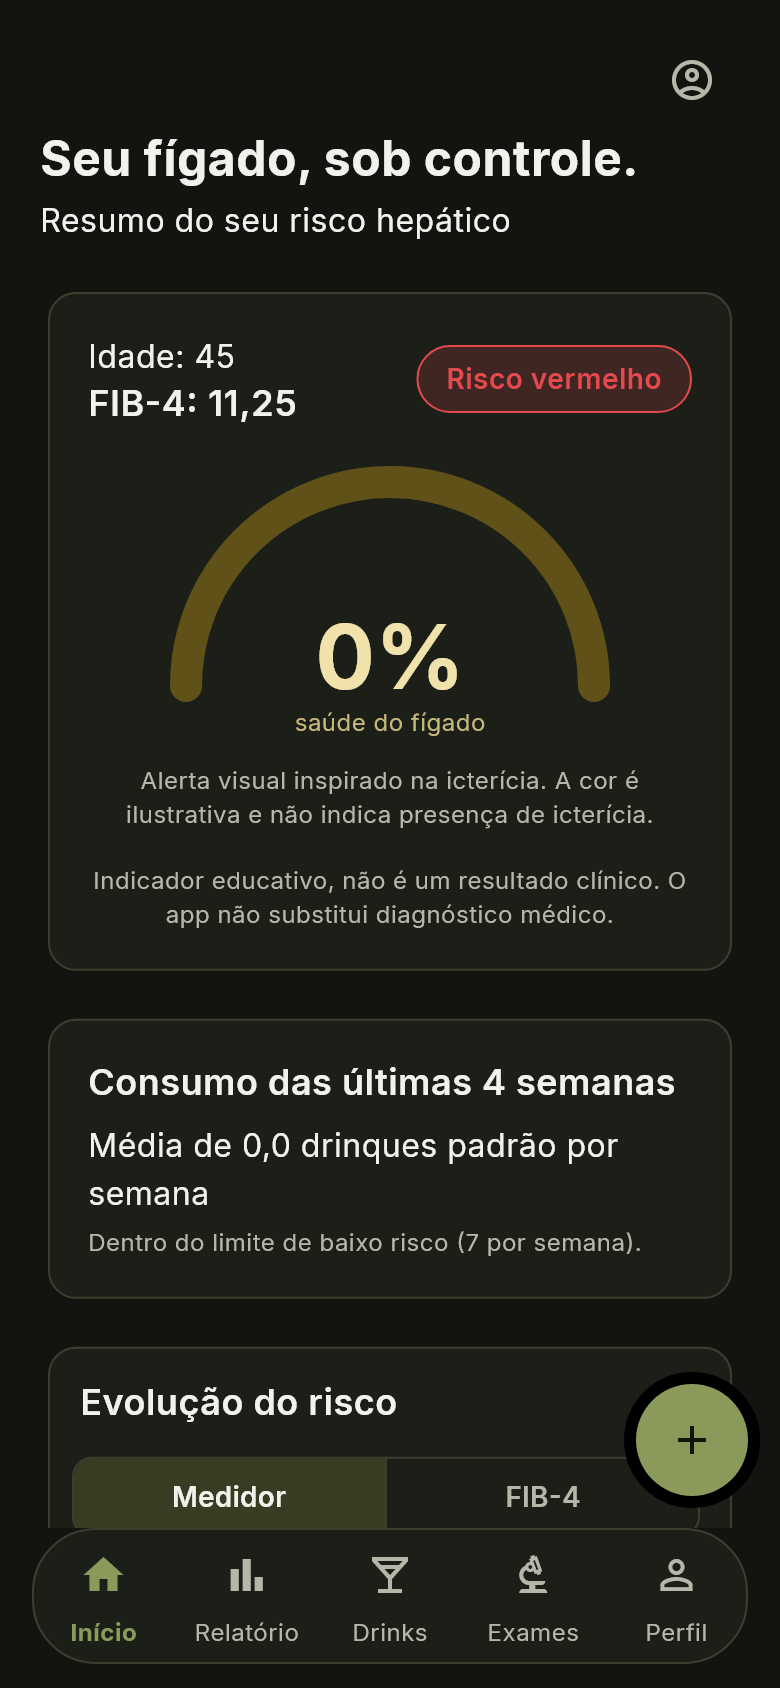 Seu fígado, sob controle.
Resumo do seu risco hepático
Idade: 45
FIB-4: 11,25
Risco vermelho
0%
saúde do fígado
Alerta visual inspirado na icterícia. A cor é
ilustrativa e não indica presença de icterícia.
Indicador educativo, não é um resultado clínico. O
app não substitui diagnóstico médico.
Consumo das últimas 4 semanas
Média de 0,0 drinques padrão por
semana
Dentro do limite de baixo risco (7 por semana).
Evolução do risco
Medidor
FIB-4
Início
Relatório
Drinks
Exames
Perfil